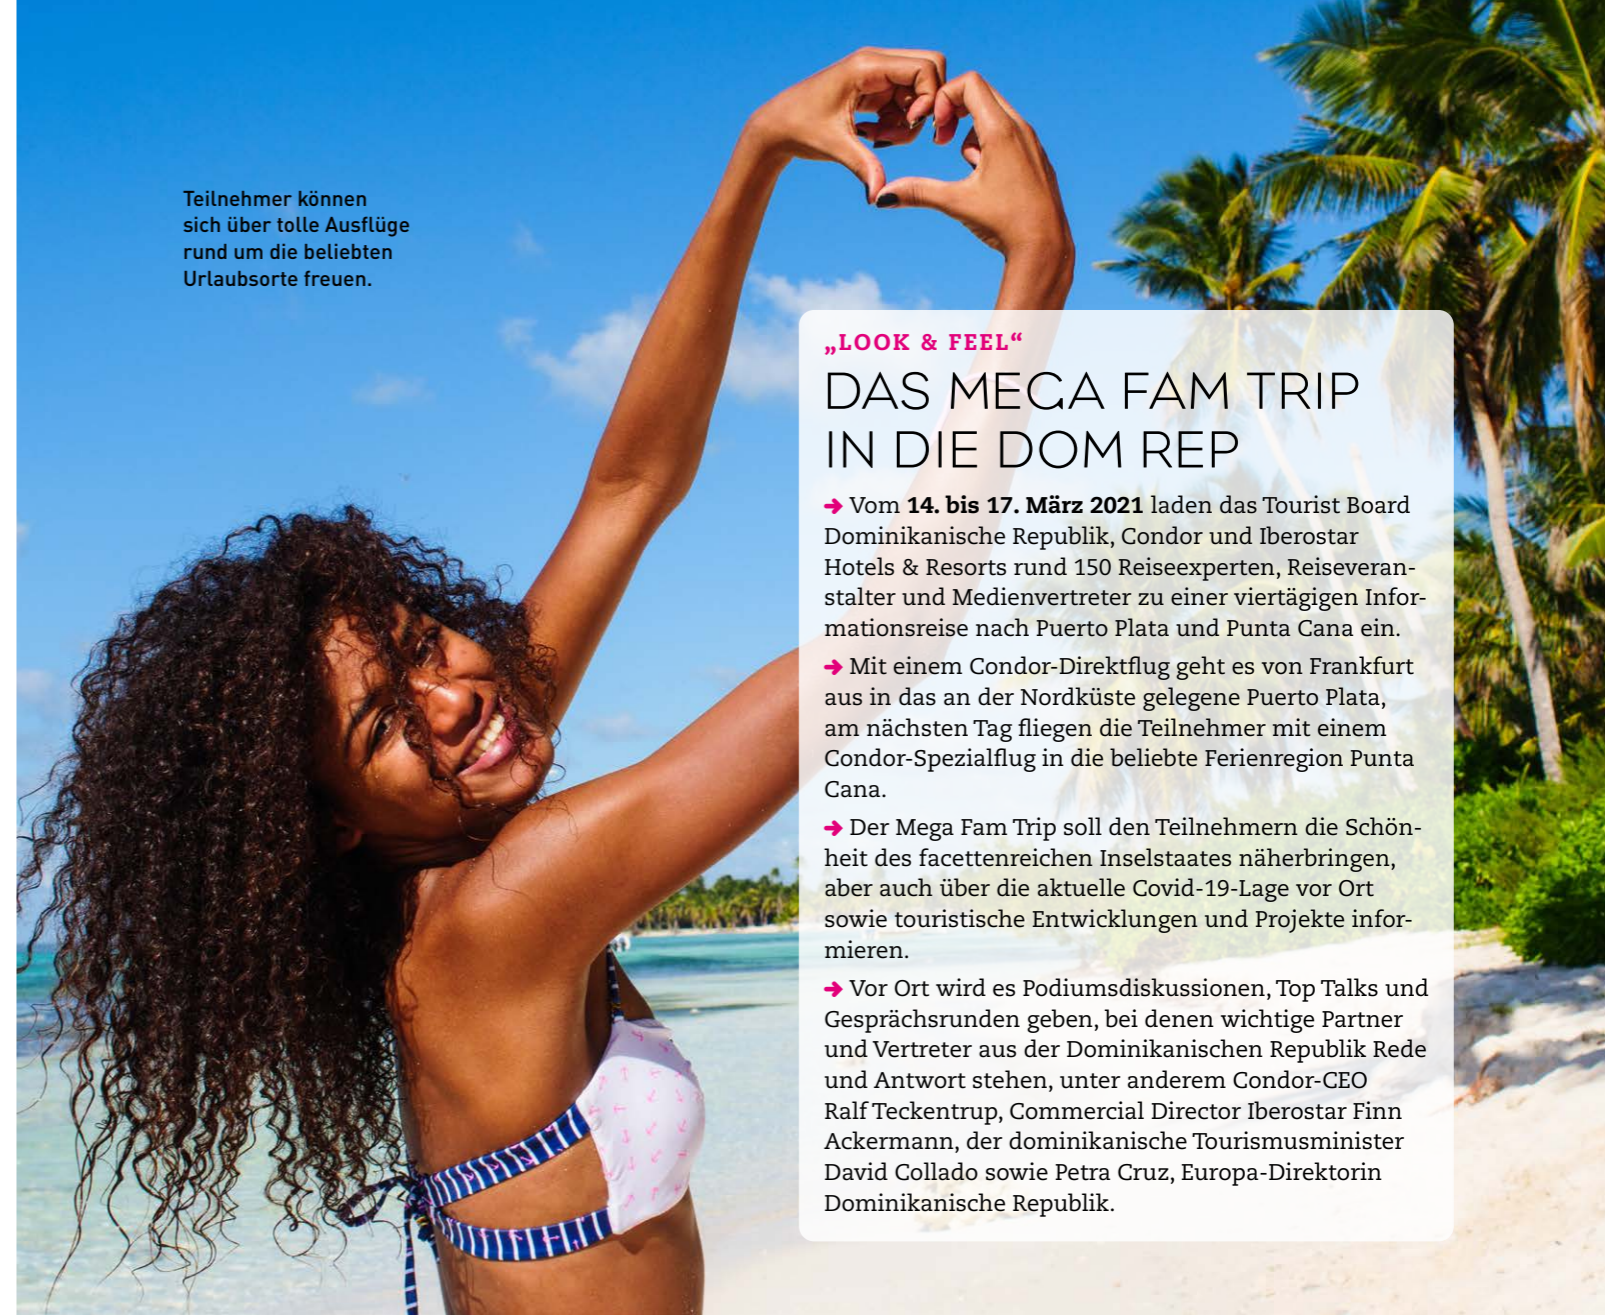 Teilnehmer können
sich über tolle Ausflüge
rund um die beliebten
Urlaubsorte freuen.
„LOOK & FEEL“
DAS MEGA FAM TRIP
IN DIE DOM REP
➜ Vom 14. bis 17. März 2021 laden das Tourist Board
Dominikanische Republik, Condor und Iberostar
Hotels & Resorts rund 150 Reiseexperten, Reiseveran-
stalter und Medienvertreter zu einer viertägigen Infor-
mationsreise nach Puerto Plata und Punta Cana ein.
➜ Mit einem Condor-Direktflug geht es von Frankfurt
aus in das an der Nordküste gelegene Puerto Plata,
am nächsten Tag fliegen die Teilnehmer mit einem
Condor-Spezialflug in die beliebte Ferienregion Punta
Cana.
➜ Der Mega Fam Trip soll den Teilnehmern die Schön-
heit des facettenreichen Inselstaates näherbringen,
aber auch über die aktuelle Covid-19-Lage vor Ort
sowie touristische Entwicklungen und Projekte infor-
mieren.
➜ Vor Ort wird es Podiumsdiskussionen, Top Talks und
Gesprächsrunden geben, bei denen wichtige Partner
und Vertreter aus der Dominikanischen Republik Rede
und Antwort stehen, unter anderem Condor-CEO
Ralf Teckentrup, Commercial Director Iberostar Finn
Ackermann, der dominikanische Tourismusminister
David Collado sowie Petra Cruz, Europa-Direktorin
Dominikanische Republik.